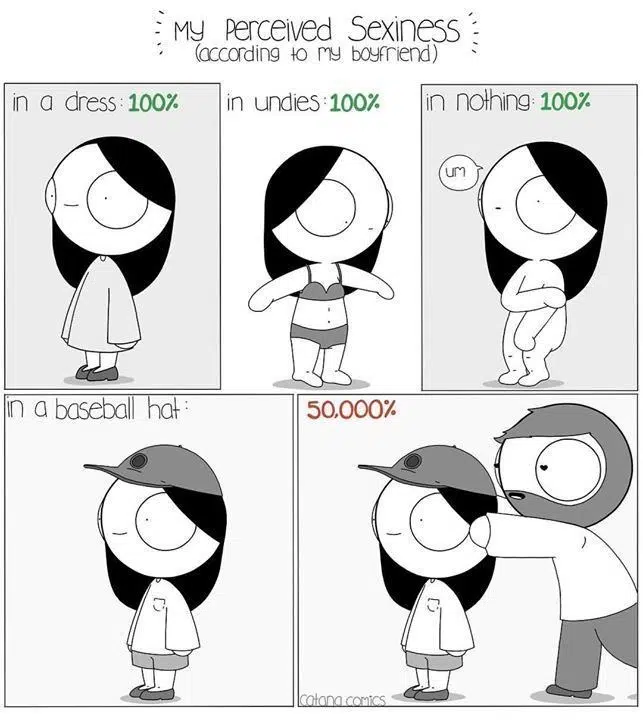 My Perceived Sexiness
(according to my boyfriend)
in a dress: 100%
in undies: 100%
in nothing: 100%
um
in a baseball hat:
50,000%
catana comics